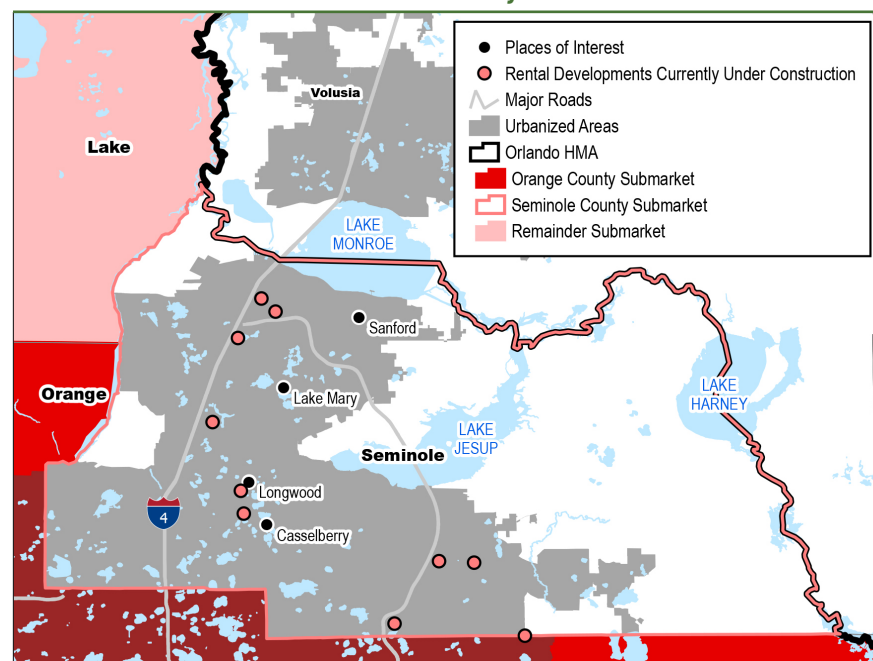 Places of Interest
Rental Developments Currently Under Construction
Major Roads
Urbanized Areas
Orlando HMA
Orange County Submarket
Seminole County Submarket
Remainder Submarket
Volusia
Lake
LAKE
MONROE
Sanford
Orange
Lake Mary
LAKE
HARNEY
LAKE
JESUP
Seminole
Longwood
4
Casselberry